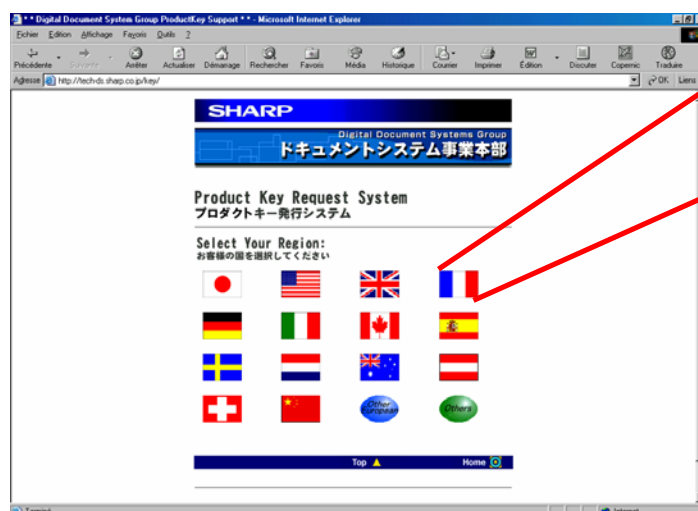 * * Digital Document System Group ProductKey Support * * - Microsoft Internet Explorer
Fichier Edition Affichage Favoris Outils ?
Précédente Suivante Arrêter Actualiser Démarrage Rechercher Favoris Média Historique Courrier Imprimer Edition Discuter Copernic Traduire
Adresse http://tech-ds.sharp.co.jp/key/ OK Liens
SHARP
Digital Document Systems Group
ドキュメントシステム事業本部
Product Key Request System
プロダクトキー発行システム
Select Your Region:
お客様の国を選択してください
Other European
Others
Top Home
Terminé Internet